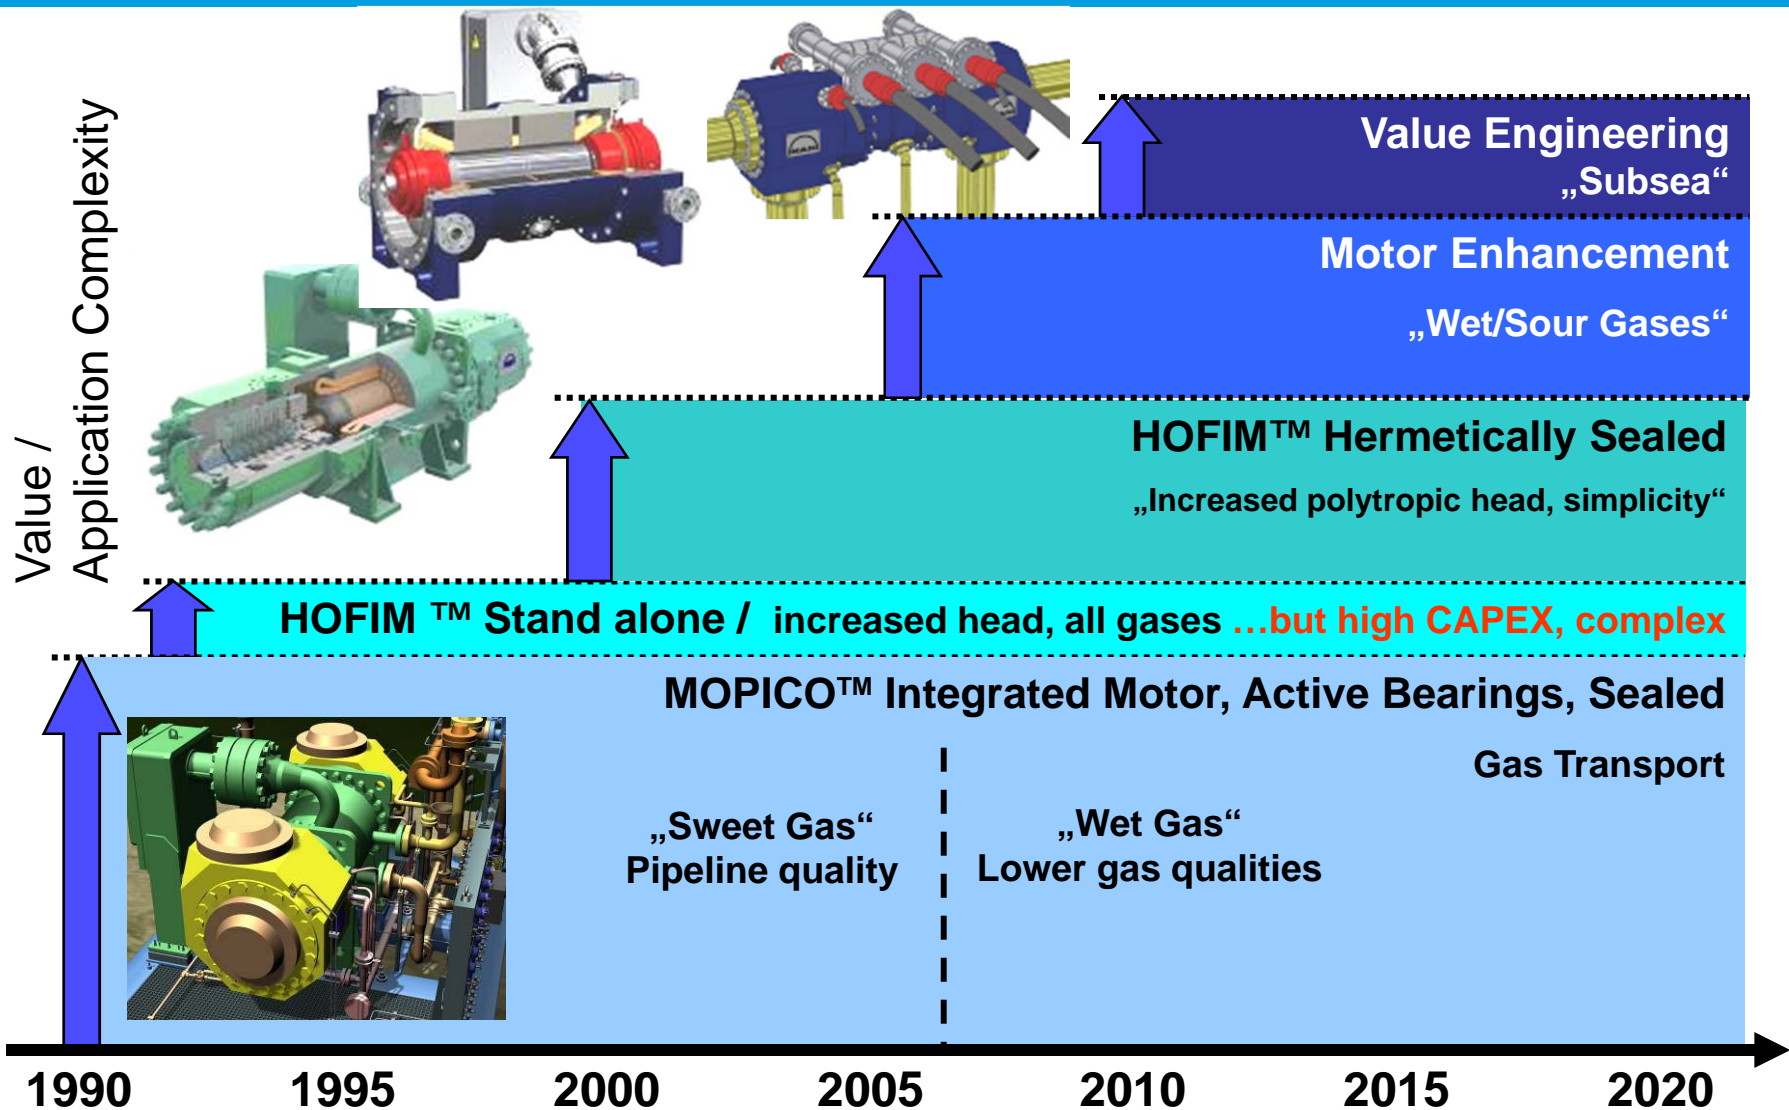 Value /
Application Complexity
MAN
Value Engineering
„Subsea“
Motor Enhancement
„Wet/Sour Gases“
HOFIM™ Hermetically Sealed
„Increased polytropic head, simplicity“
HOFIM ™ Stand alone / increased head, all gases ...but high CAPEX, complex
MOPICO™ Integrated Motor, Active Bearings, Sealed
Gas Transport
„Sweet Gas“
Pipeline quality
„Wet Gas“
Lower gas qualities
1990 1995 2000 2005 2010 2015 2020